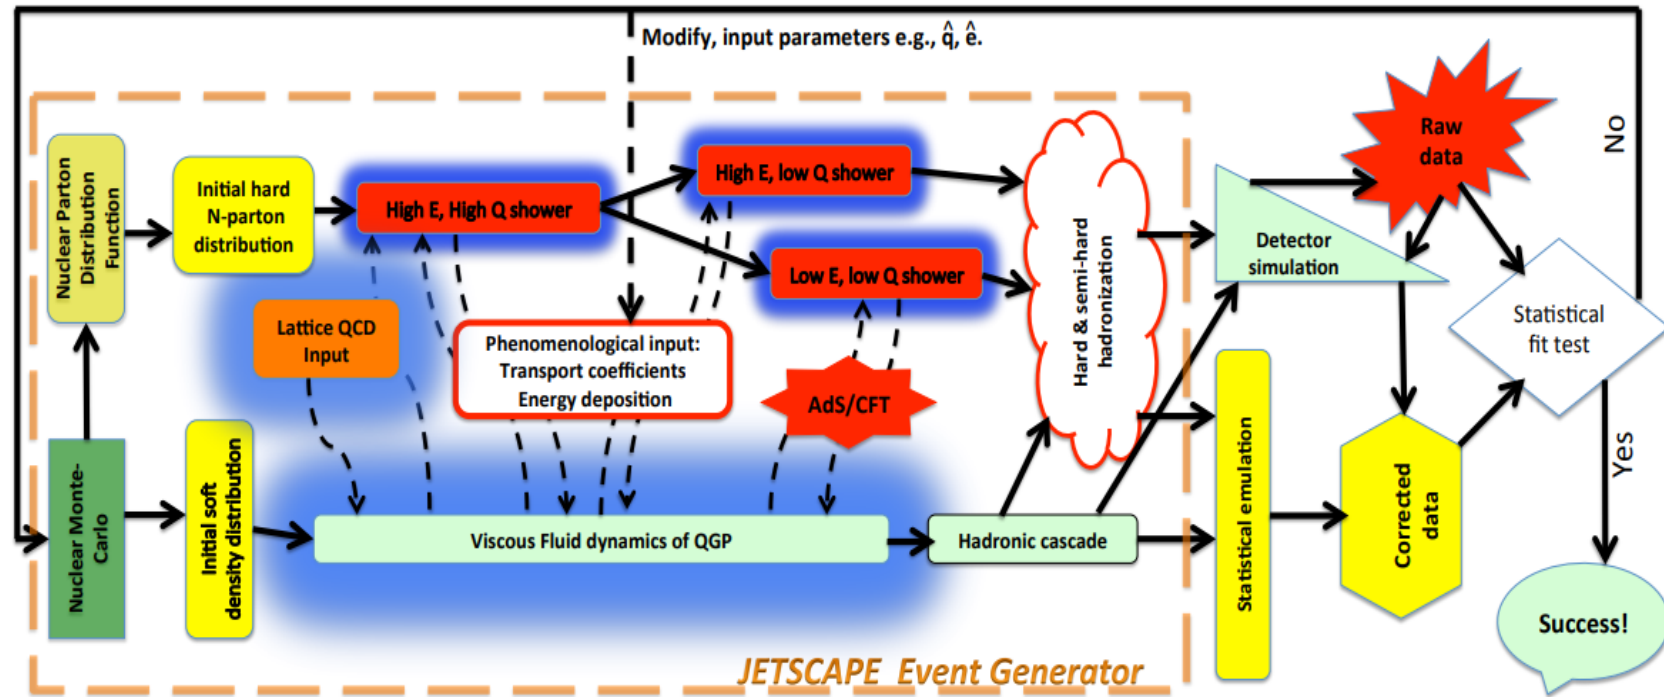 Modify, input parameters e.g., q̂, ê.
Nuclear Parton
Distribution
Function
Initial hard
N-parton
distribution
High E, High Q shower
High E, low Q shower
Low E, low Q shower
Lattice QCD
Input
Phenomenological input:
Transport coefficients
Energy deposition
AdS/CFT
Hard & semi-hard
hadronization
Nuclear Monte-
Carlo
Initial soft
density distribution
Viscous Fluid dynamics of QGP
Hadronic cascade
JETSCAPE Event Generator
Detector
simulation
Raw
data
Statistical emulation
Corrected
data
Statistical
fit test
No
Yes
Success!